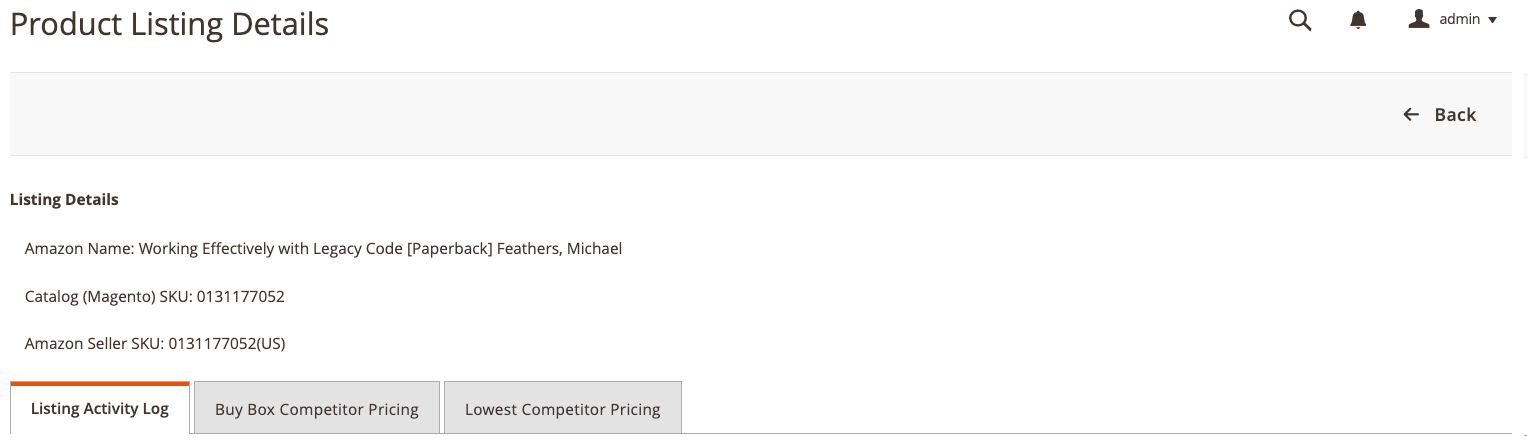 Product Listing Details
admin
Back
Listing Details
Amazon Name: Working Effectively with Legacy Code [Paperback] Feathers, Michael
Catalog (Magento) SKU: 0131177052
Amazon Seller SKU: 0131177052(US)
Listing Activity Log
Buy Box Competitor Pricing
Lowest Competitor Pricing